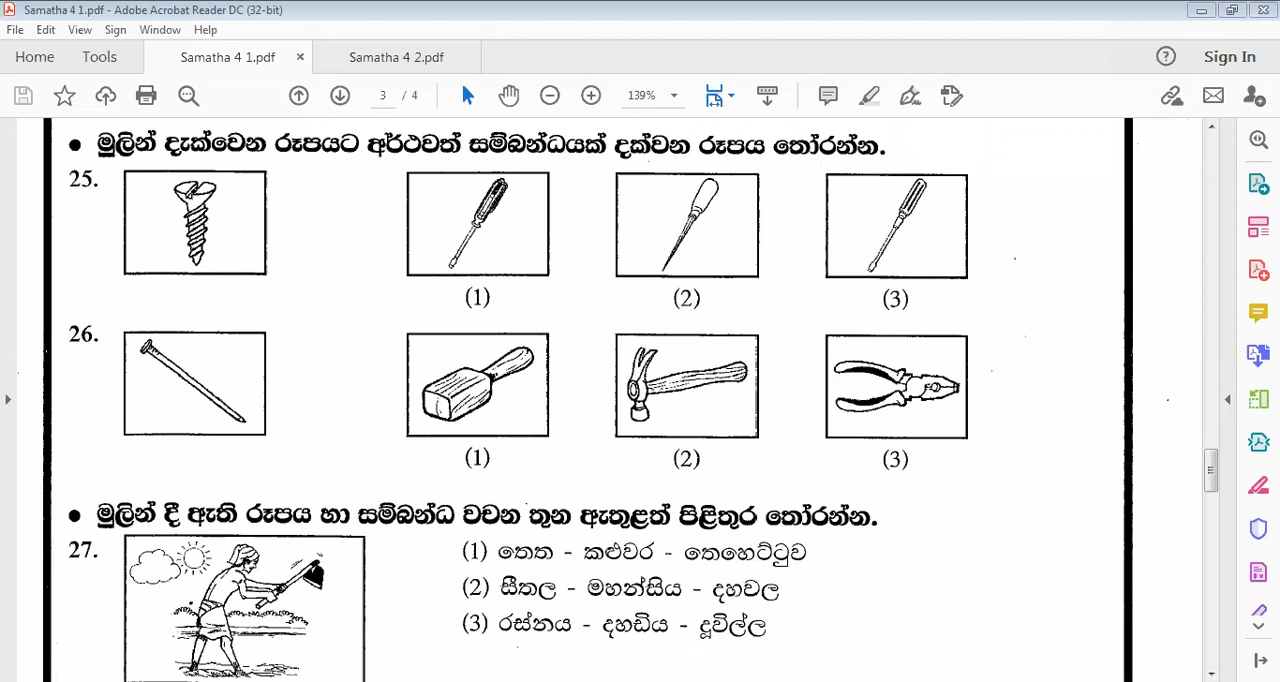 Samatha 4 1.pdf - Adobe Acrobat Reader DC (32-bit)
File Edit View Sign Window Help
Home Tools Samatha 4 1.pdf × Samatha 4 2.pdf Sign In
3 / 4 139%
• මුලින් දැක්වෙන රූපයට අර්ථවත් සම්බන්ධයක් දක්වන රූපය තෝරන්න.
25.
(1) (2) (3)
26.
(1) (2) (3)
• මුලින් දී ඇති රූපය හා සම්බන්ධ වචන තුන ඇතුළත් පිළිතුර තෝරන්න.
27.
(1) තෙත - කළුවර - තෙහෙට්ටුව
(2) සීතල - මහන්සිය - දහවල
(3) රස්නය - දහඩිය - දූවිල්ල